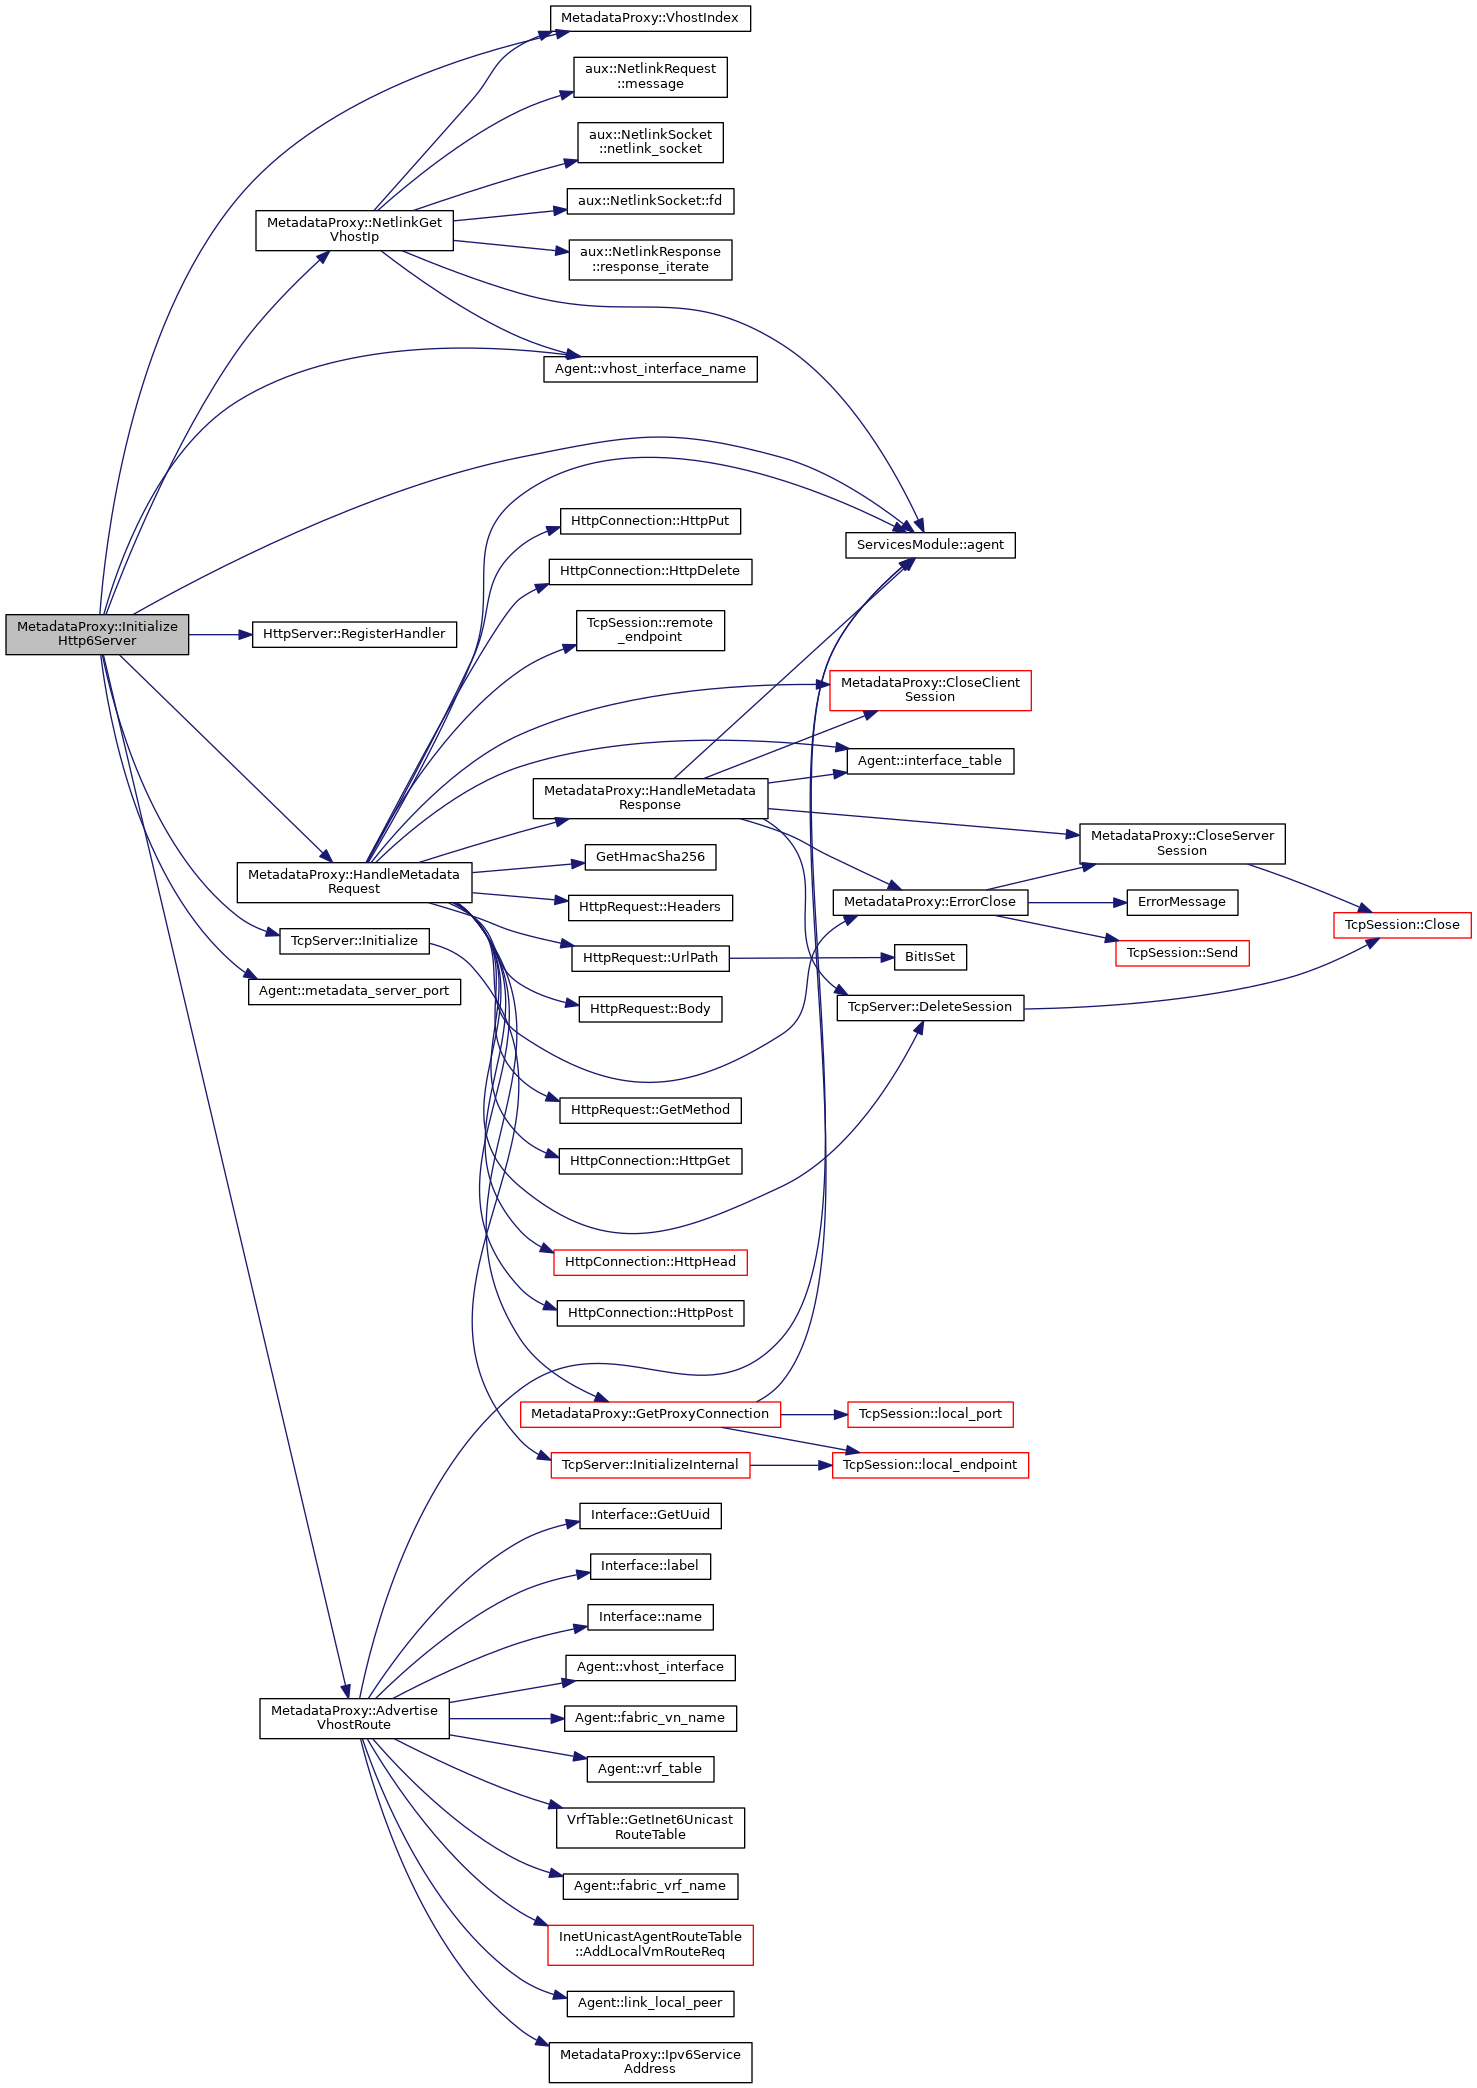 MetadataProxy::VhostIndex
aux::NetlinkRequest
::message
aux::NetlinkSocket
::netlink_socket
aux::NetlinkSocket::fd
MetadataProxy::NetlinkGet
VhostIp
aux::NetlinkResponse
::response_iterate
Agent::vhost_interface_name
HttpConnection::HttpPut
ServicesModule::agent
HttpConnection::HttpDelete
MetadataProxy::Initialize
Http6Server
HttpServer::RegisterHandler
TcpSession::remote
_endpoint
MetadataProxy::CloseClient
Session
Agent::interface_table
MetadataProxy::HandleMetadata
Response
MetadataProxy::CloseServer
Session
GetHmacSha256
MetadataProxy::HandleMetadata
Request
HttpRequest::Headers
MetadataProxy::ErrorClose
ErrorMessage
TcpSession::Close
TcpServer::Initialize
HttpRequest::UrlPath
BitIsSet
TcpSession::Send
Agent::metadata_server_port
HttpRequest::Body
TcpServer::DeleteSession
HttpRequest::GetMethod
HttpConnection::HttpGet
HttpConnection::HttpHead
HttpConnection::HttpPost
MetadataProxy::GetProxyConnection
TcpSession::local_port
TcpServer::InitializeInternal
TcpSession::local_endpoint
Interface::GetUuid
Interface::label
Interface::name
Agent::vhost_interface
MetadataProxy::Advertise
VhostRoute
Agent::fabric_vn_name
Agent::vrf_table
VrfTable::GetInet6Unicast
RouteTable
Agent::fabric_vrf_name
InetUnicastAgentRouteTable
::AddLocalVmRouteReq
Agent::link_local_peer
MetadataProxy::Ipv6Service
Address